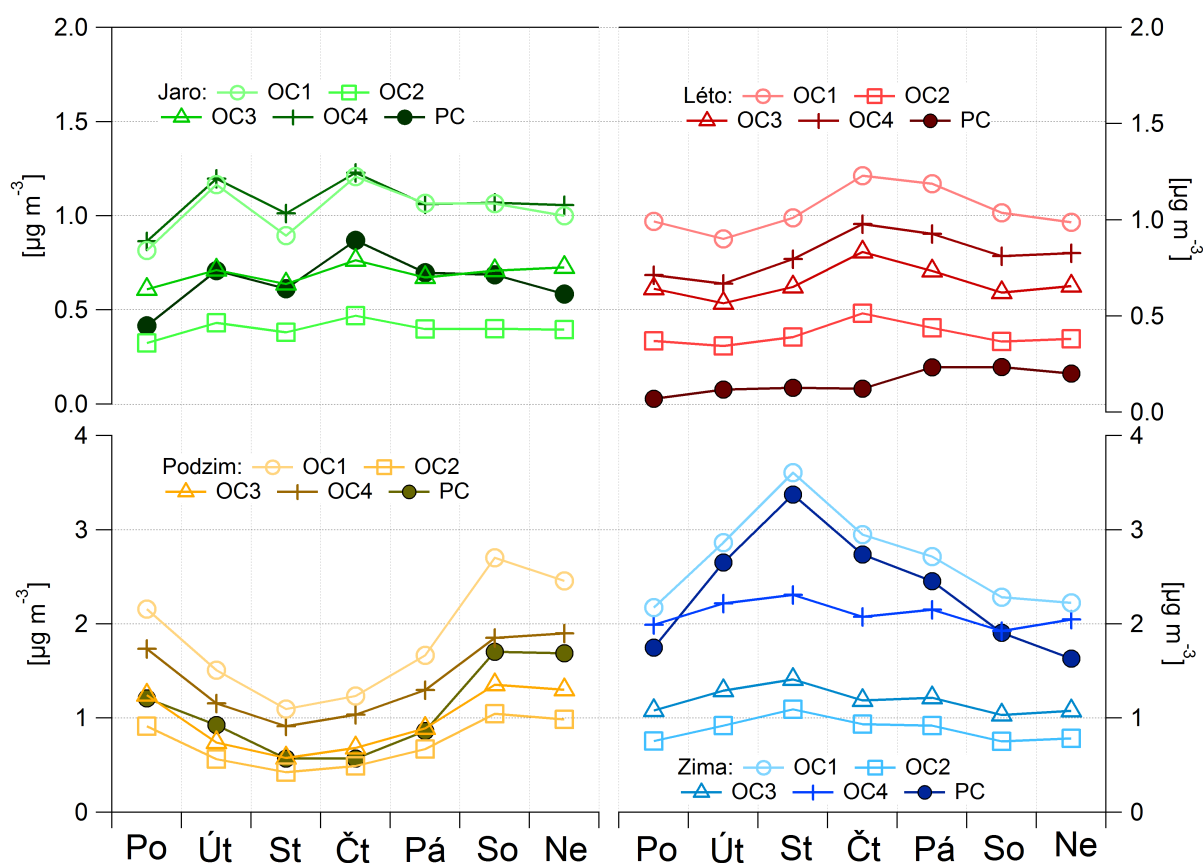 2.0
2.0
Jaro: OC1 OC2
OC3 OC4 PC
Léto: OC1 OC2
OC3 OC4 PC
1.5
1.5
[µg m-3]
[µg m-3]
1.0
1.0
0.5
0.5
0.0
0.0
4
4
Podzim: OC1 OC2
OC3 OC4 PC
3
3
[µg m-3]
[µg m-3]
2
2
1
1
Zima: OC1 OC2
OC3 OC4 PC
0
0
Po Út St Čt Pá So Ne
Po Út St Čt Pá So Ne